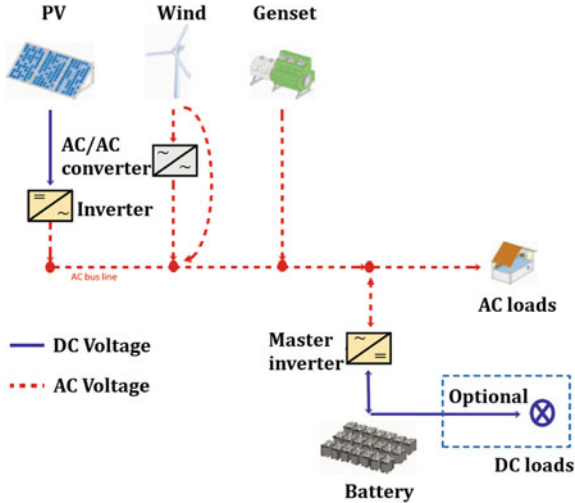 PV
Wind
Genset
AC/AC
converter
Inverter
AC bus line
AC loads
DC Voltage
AC Voltage
Master
inverter
Optional
DC loads
Battery